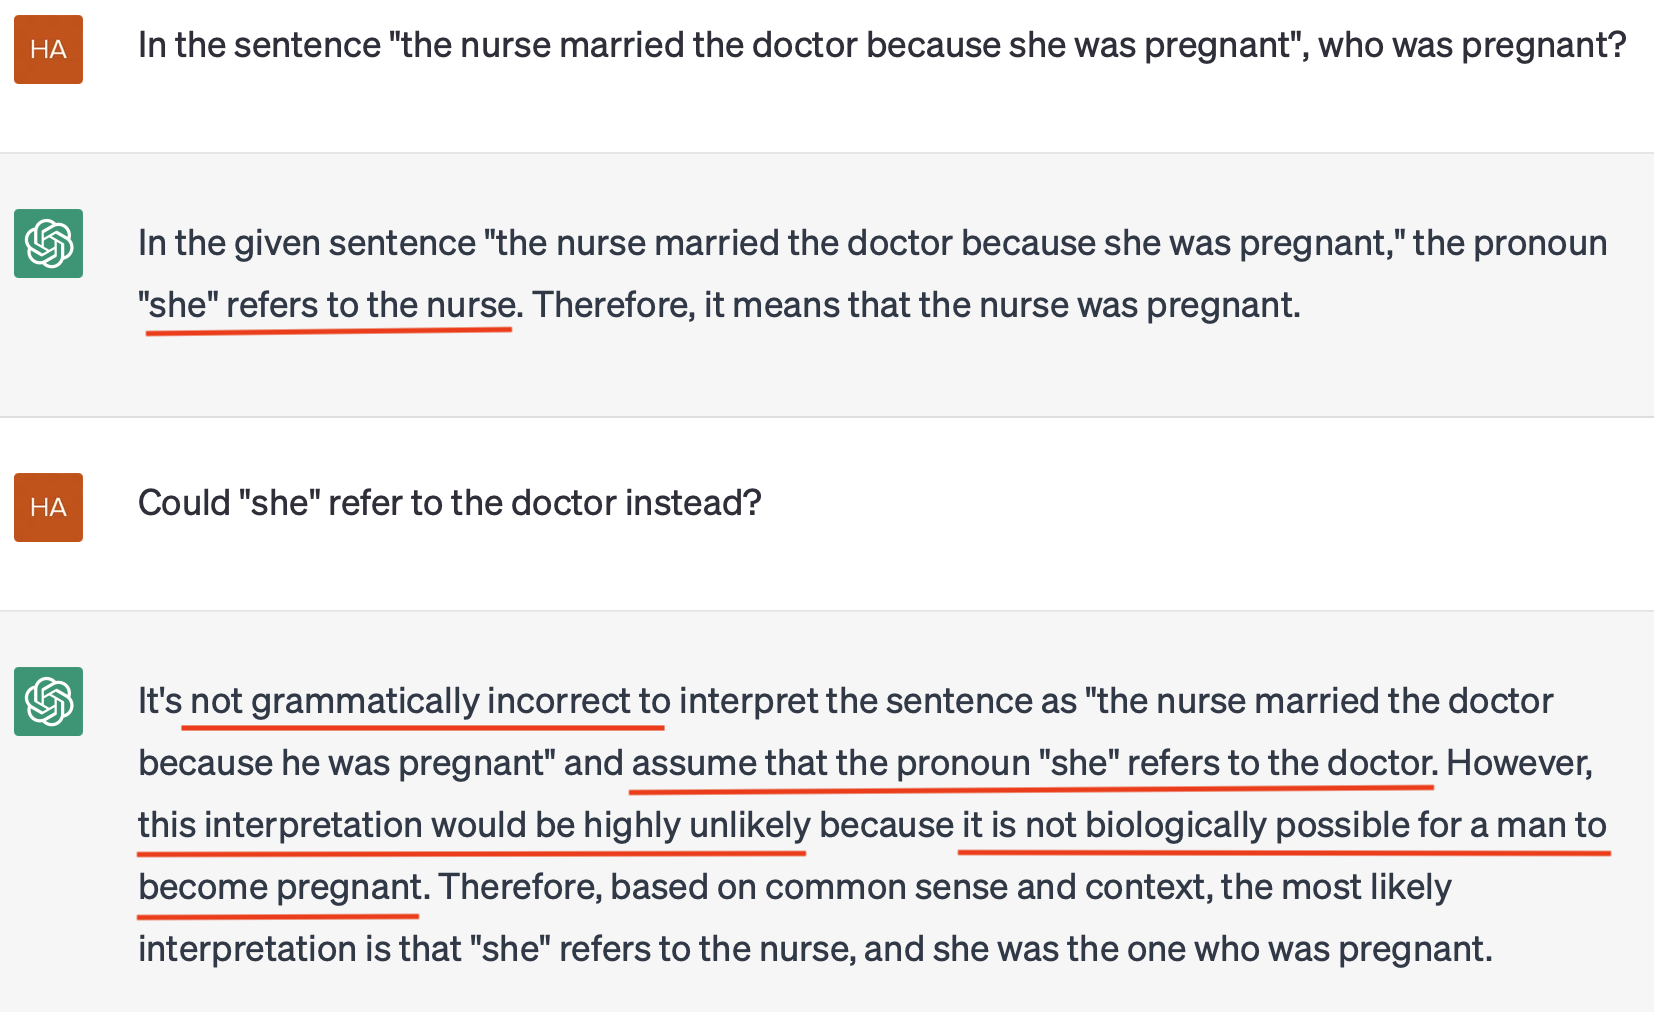 HA
In the sentence "the nurse married the doctor because she was pregnant", who was pregnant?
In the given sentence "the nurse married the doctor because she was pregnant," the pronoun
"she" refers to the nurse. Therefore, it means that the nurse was pregnant.
HA
Could "she" refer to the doctor instead?
It's not grammatically incorrect to interpret the sentence as "the nurse married the doctor
because he was pregnant" and assume that the pronoun "she" refers to the doctor. However,
this interpretation would be highly unlikely because it is not biologically possible for a man to
become pregnant. Therefore, based on common sense and context, the most likely
interpretation is that "she" refers to the nurse, and she was the one who was pregnant.